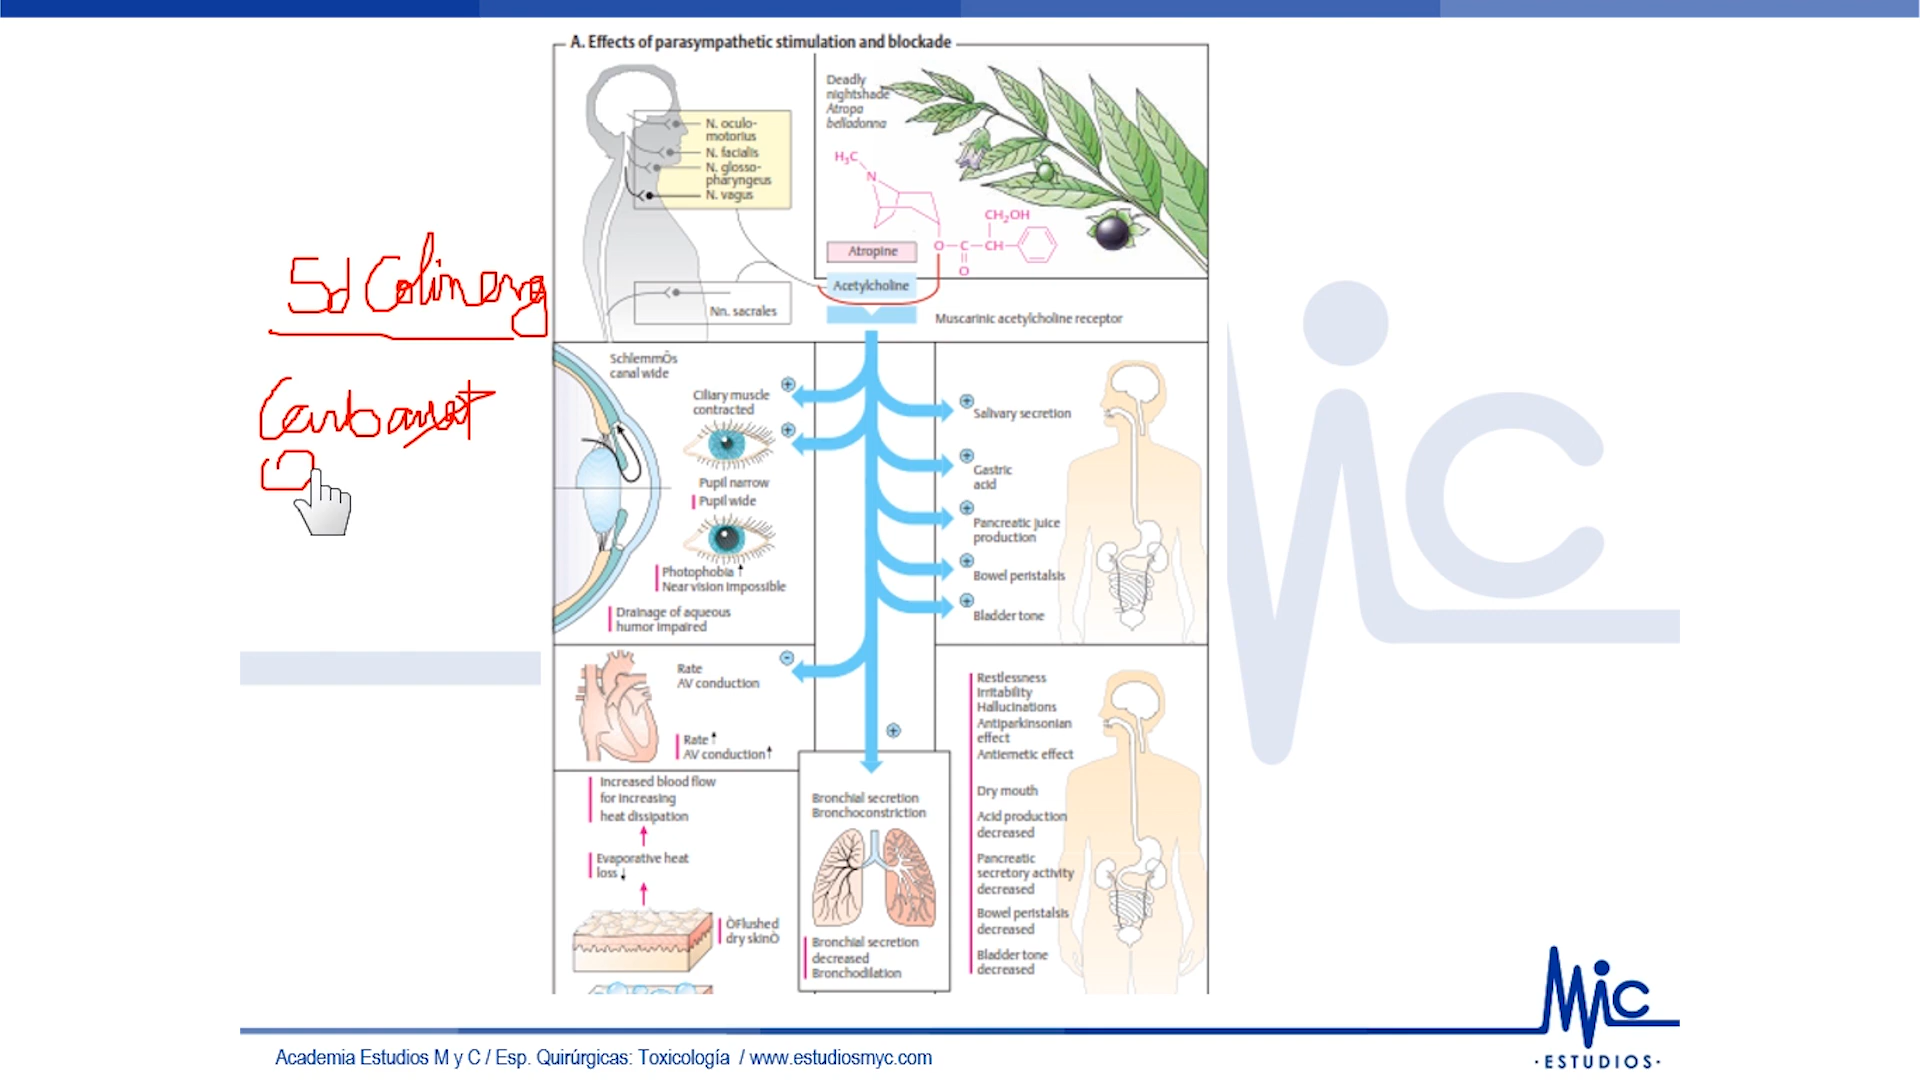 A. Effects of parasympathetic stimulation and blockade
N. oculo-
motorius
N. facialis
N. glosso-
pharyngeus
N. vagus
Nn. sacrales
Deadly
nightshade
Atropa
belladonna
H₃C
N
CH₂OH
O C CH
O
Atropine
Acetylcholine
Muscarinic acetylcholine receptor
Sd Colinerg
Carbamat
SchlemmÕs
canal wide
Ciliary muscle
contracted
+
+
Pupil narrow
Pupil wide
Photophobia ↑
Near vision impossible
Drainage of aqueous
humor impaired
+
Salivary secretion
+
Gastric
acid
+
Pancreatic juice
production
+
Bowel peristalsis
+
Bladder tone
Rate
AV conduction
-
Rate ↑
AV conduction ↑
+
Increased blood flow
for increasing
heat dissipation
Evaporative heat
loss ↓
ÒFlushed
dry skinÓ
Bronchial secretion
Bronchoconstriction
Bronchial secretion
decreased
Bronchodilation
Restlessness
Irritability
Hallucinations
Antiparkinsonian
effect
Antiemetic effect
Dry mouth
Acid production
decreased
Pancreatic
secretory activity
decreased
Bowel peristalsis
decreased
Bladder tone
decreased
MiC
MiC
·ESTUDIOS·
Academia Estudios M y C / Esp. Quirúrgicas: Toxicología / www.estudiosmyc.com